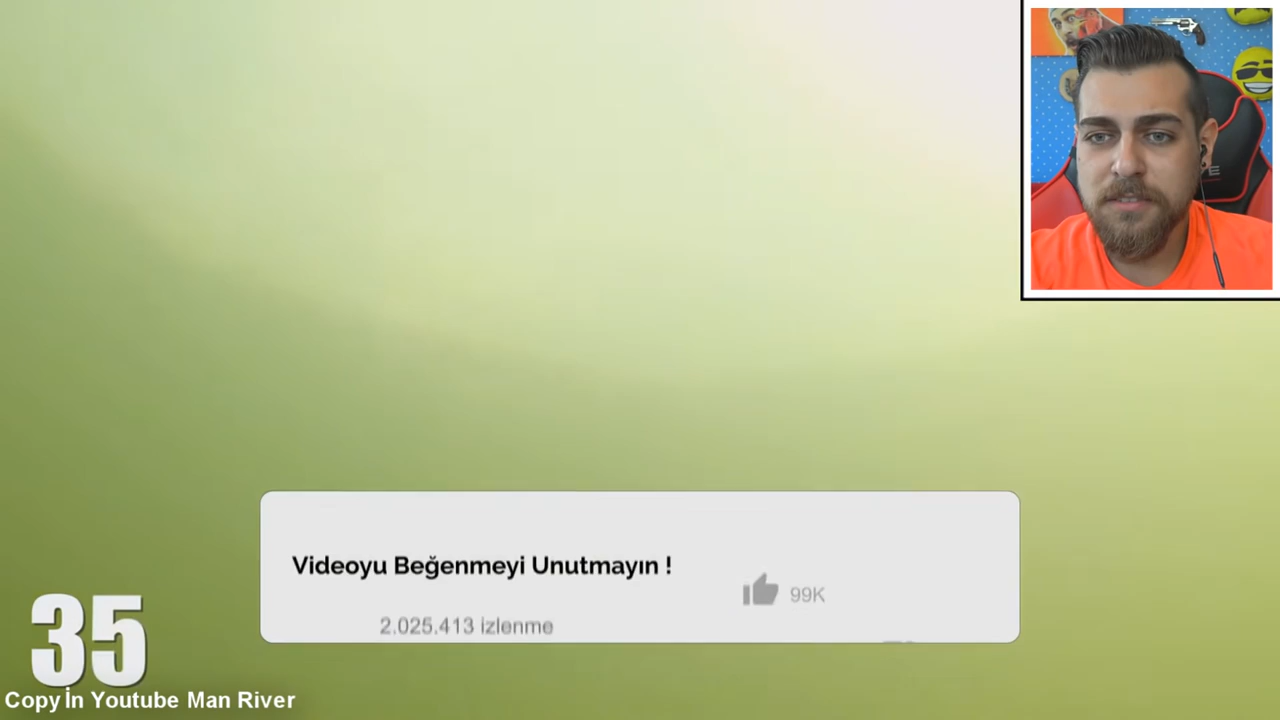 Videoyu Beğenmeyi Unutmayın !
99K
2.025.413 izlenme
35
Copy İn Youtube Man River